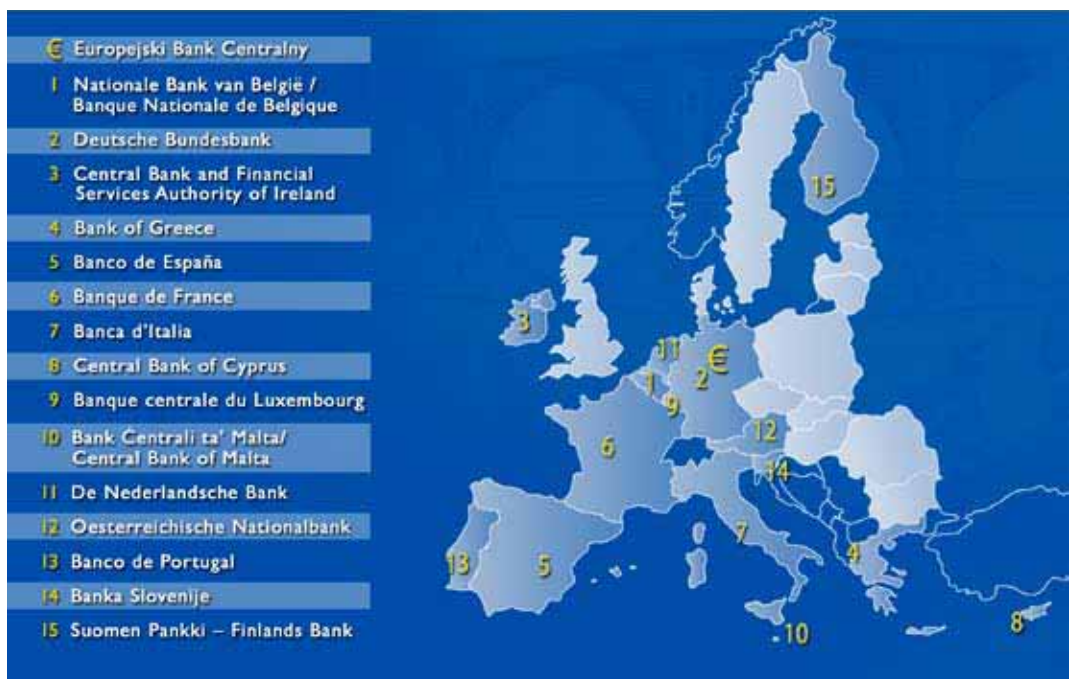 € Europejski Bank Centralny
1 Nationale Bank van België /
Banque Nationale de Belgique
2 Deutsche Bundesbank
3 Central Bank and Financial
Services Authority of Ireland
4 Bank of Greece
5 Banco de España
6 Banque de France
7 Banca d'Italia
8 Central Bank of Cyprus
9 Banque centrale du Luxembourg
10 Bank Centrali ta' Malta/
Central Bank of Malta
11 De Nederlandsche Bank
12 Oesterreichische Nationalbank
13 Banco de Portugal
14 Banka Slovenije
15 Suomen Pankki – Finlands Bank
15
3
11
€
1
2
9
6
12
14
7
13
5
4
10
8